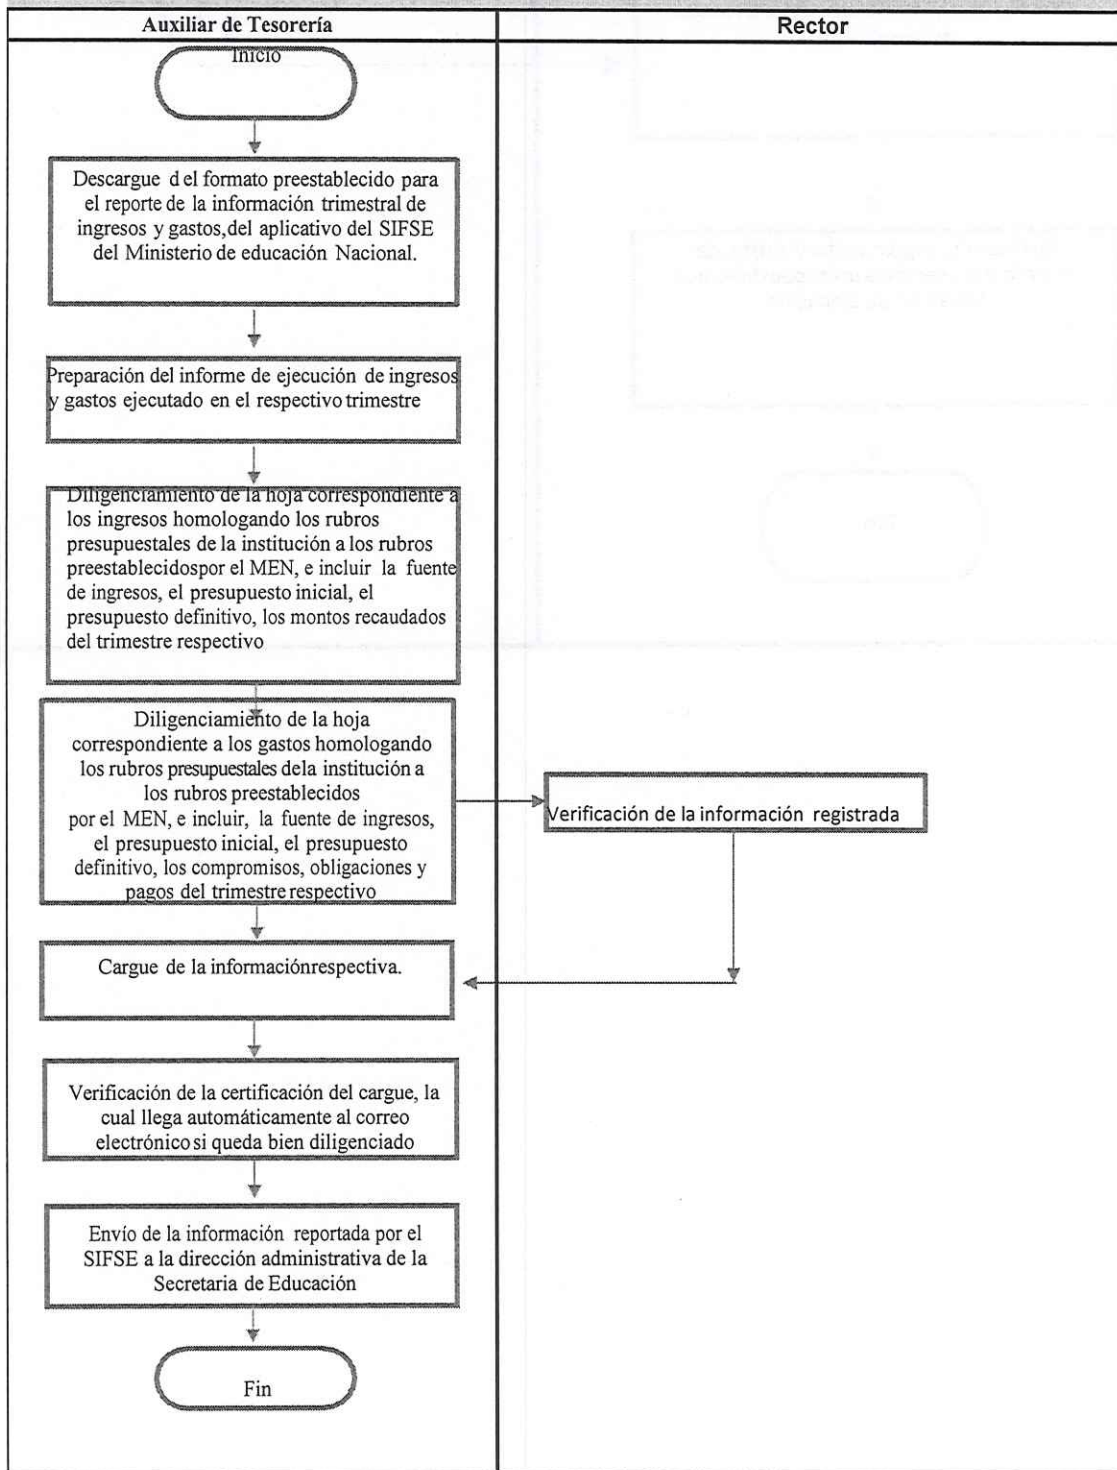 Auxiliar de Tesorería
Rector
Inicio
Descargue d el formato preestablecido para
el reporte de la información trimestral de
ingresos y gastos,del aplicativo del SIFSE
del Ministerio de educación Nacional.
Preparación del informe de ejecución de ingresos
y gastos ejecutado en el respectivo trimestre
Diligenciamiento de la hoja correspondiente a
los ingresos homologando los rubros
presupuestales de la institución a los rubros
preestablecidospor el MEN, e incluir la fuente
de ingresos, el presupuesto inicial, el
presupuesto definitivo, los montos recaudados
del trimestre respectivo
Diligenciamiento de la hoja
correspondiente a los gastos homologando
los rubros presupuestales dela institución a
los rubros preestablecidos
por el MEN, e incluir, la fuente de ingresos,
el presupuesto inicial, el presupuesto
definitivo, los compromisos, obligaciones y
pagos del trimestre respectivo
Verificación de la información registrada
Cargue de la informaciónrespectiva.
Verificación de la certificación del cargue, la
cual llega automáticamente al correo
electrónico si queda bien diligenciado
Envío de la información reportada por el
SIFSE a la dirección administrativa de la
Secretaria de Educación
Fin